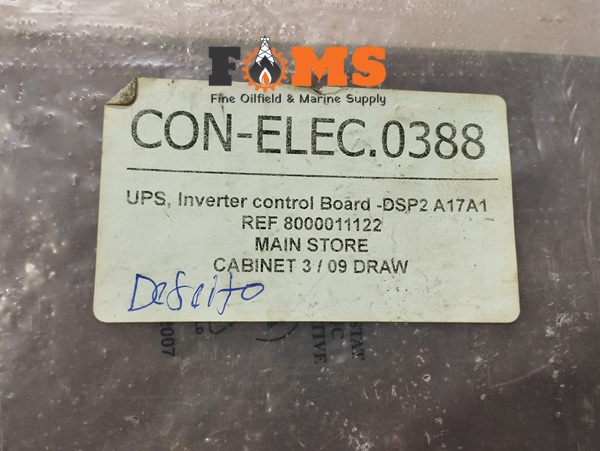 FOMS
Fine Oilfield & Marine Supply
CON-ELEC.0388
UPS, Inverter control Board -DSP2 A17A1
REF 8000011122
MAIN STORE
CABINET 3 / 09 DRAW
Defeito
2007